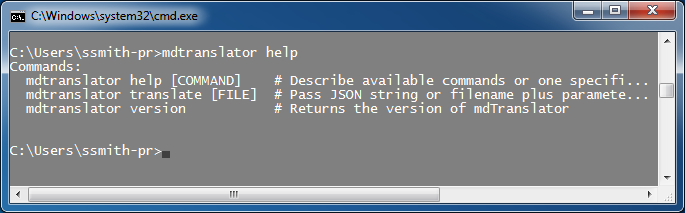 C:\Windows\system32\cmd.exe
C:\Users\ssmith-pr>mdtranslator help
Commands:
  mdtranslator help [COMMAND]    # Describe available commands or one specifi...
  mdtranslator translate [FILE]  # Pass JSON string or filename plus paramete...
  mdtranslator version           # Returns the version of mdTranslator
C:\Users\ssmith-pr>